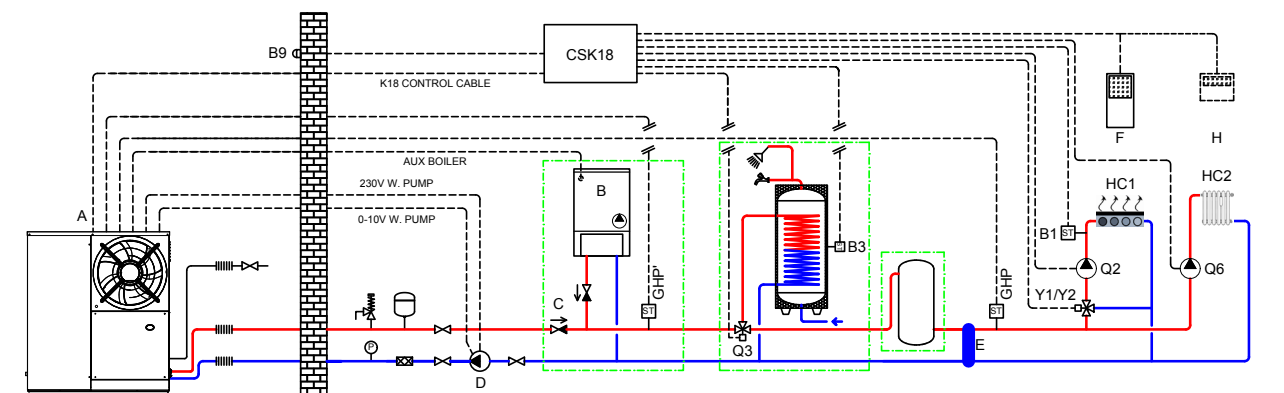 B9
CSK18
K18 CONTROL CABLE
F
H
AUX BOILER
B
HC1
HC2
230V W. PUMP
A
0-10V W. PUMP
B1
ST
ST
B3
GHP'
GHP
Q2
Q6
C
Y1/Y2
ST
ST
Q3
P
E
D